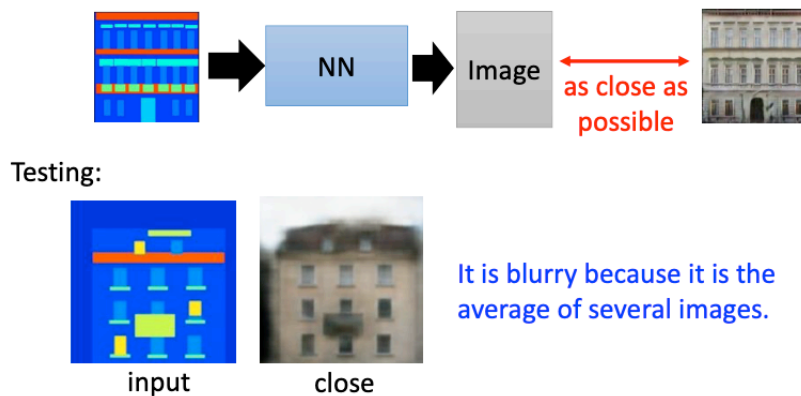 NN
Image
as close as
possible
Testing:
It is blurry because it is the
average of several images.
input
close